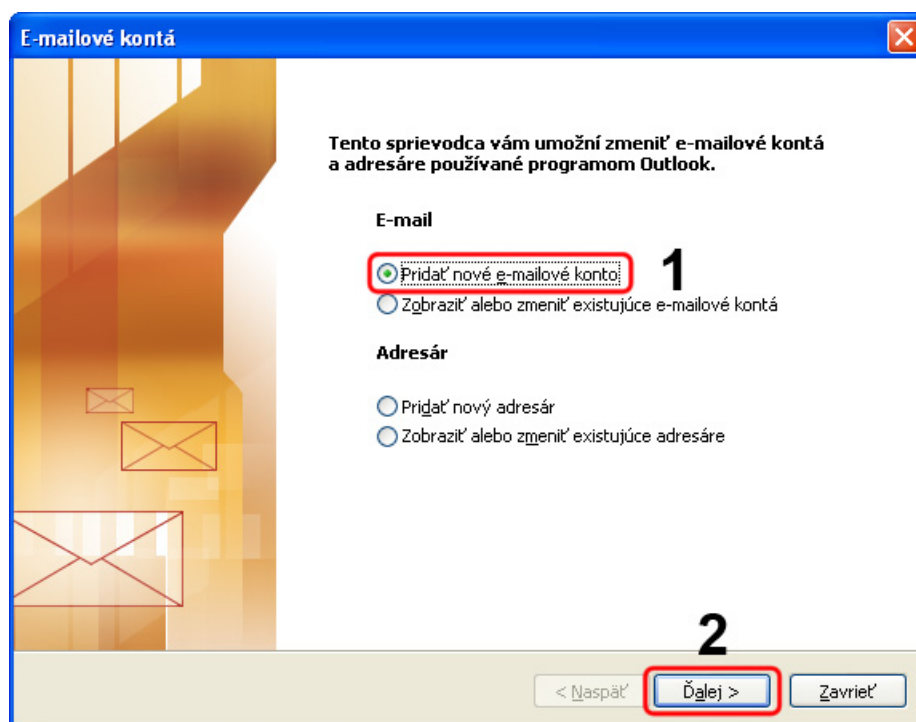 E-mailové kontá
Tento sprievodca vám umožní zmeniť e-mailové kontá
a adresáre používané programom Outlook.
E-mail
Pridať nové e-mailové konto
1
Zobraziť alebo zmeniť existujúce e-mailové kontá
Adresár
Pridať nový adresár
Zobraziť alebo zmeniť existujúce adresáre
2
< Naspäť
Ďalej >
Zavrieť